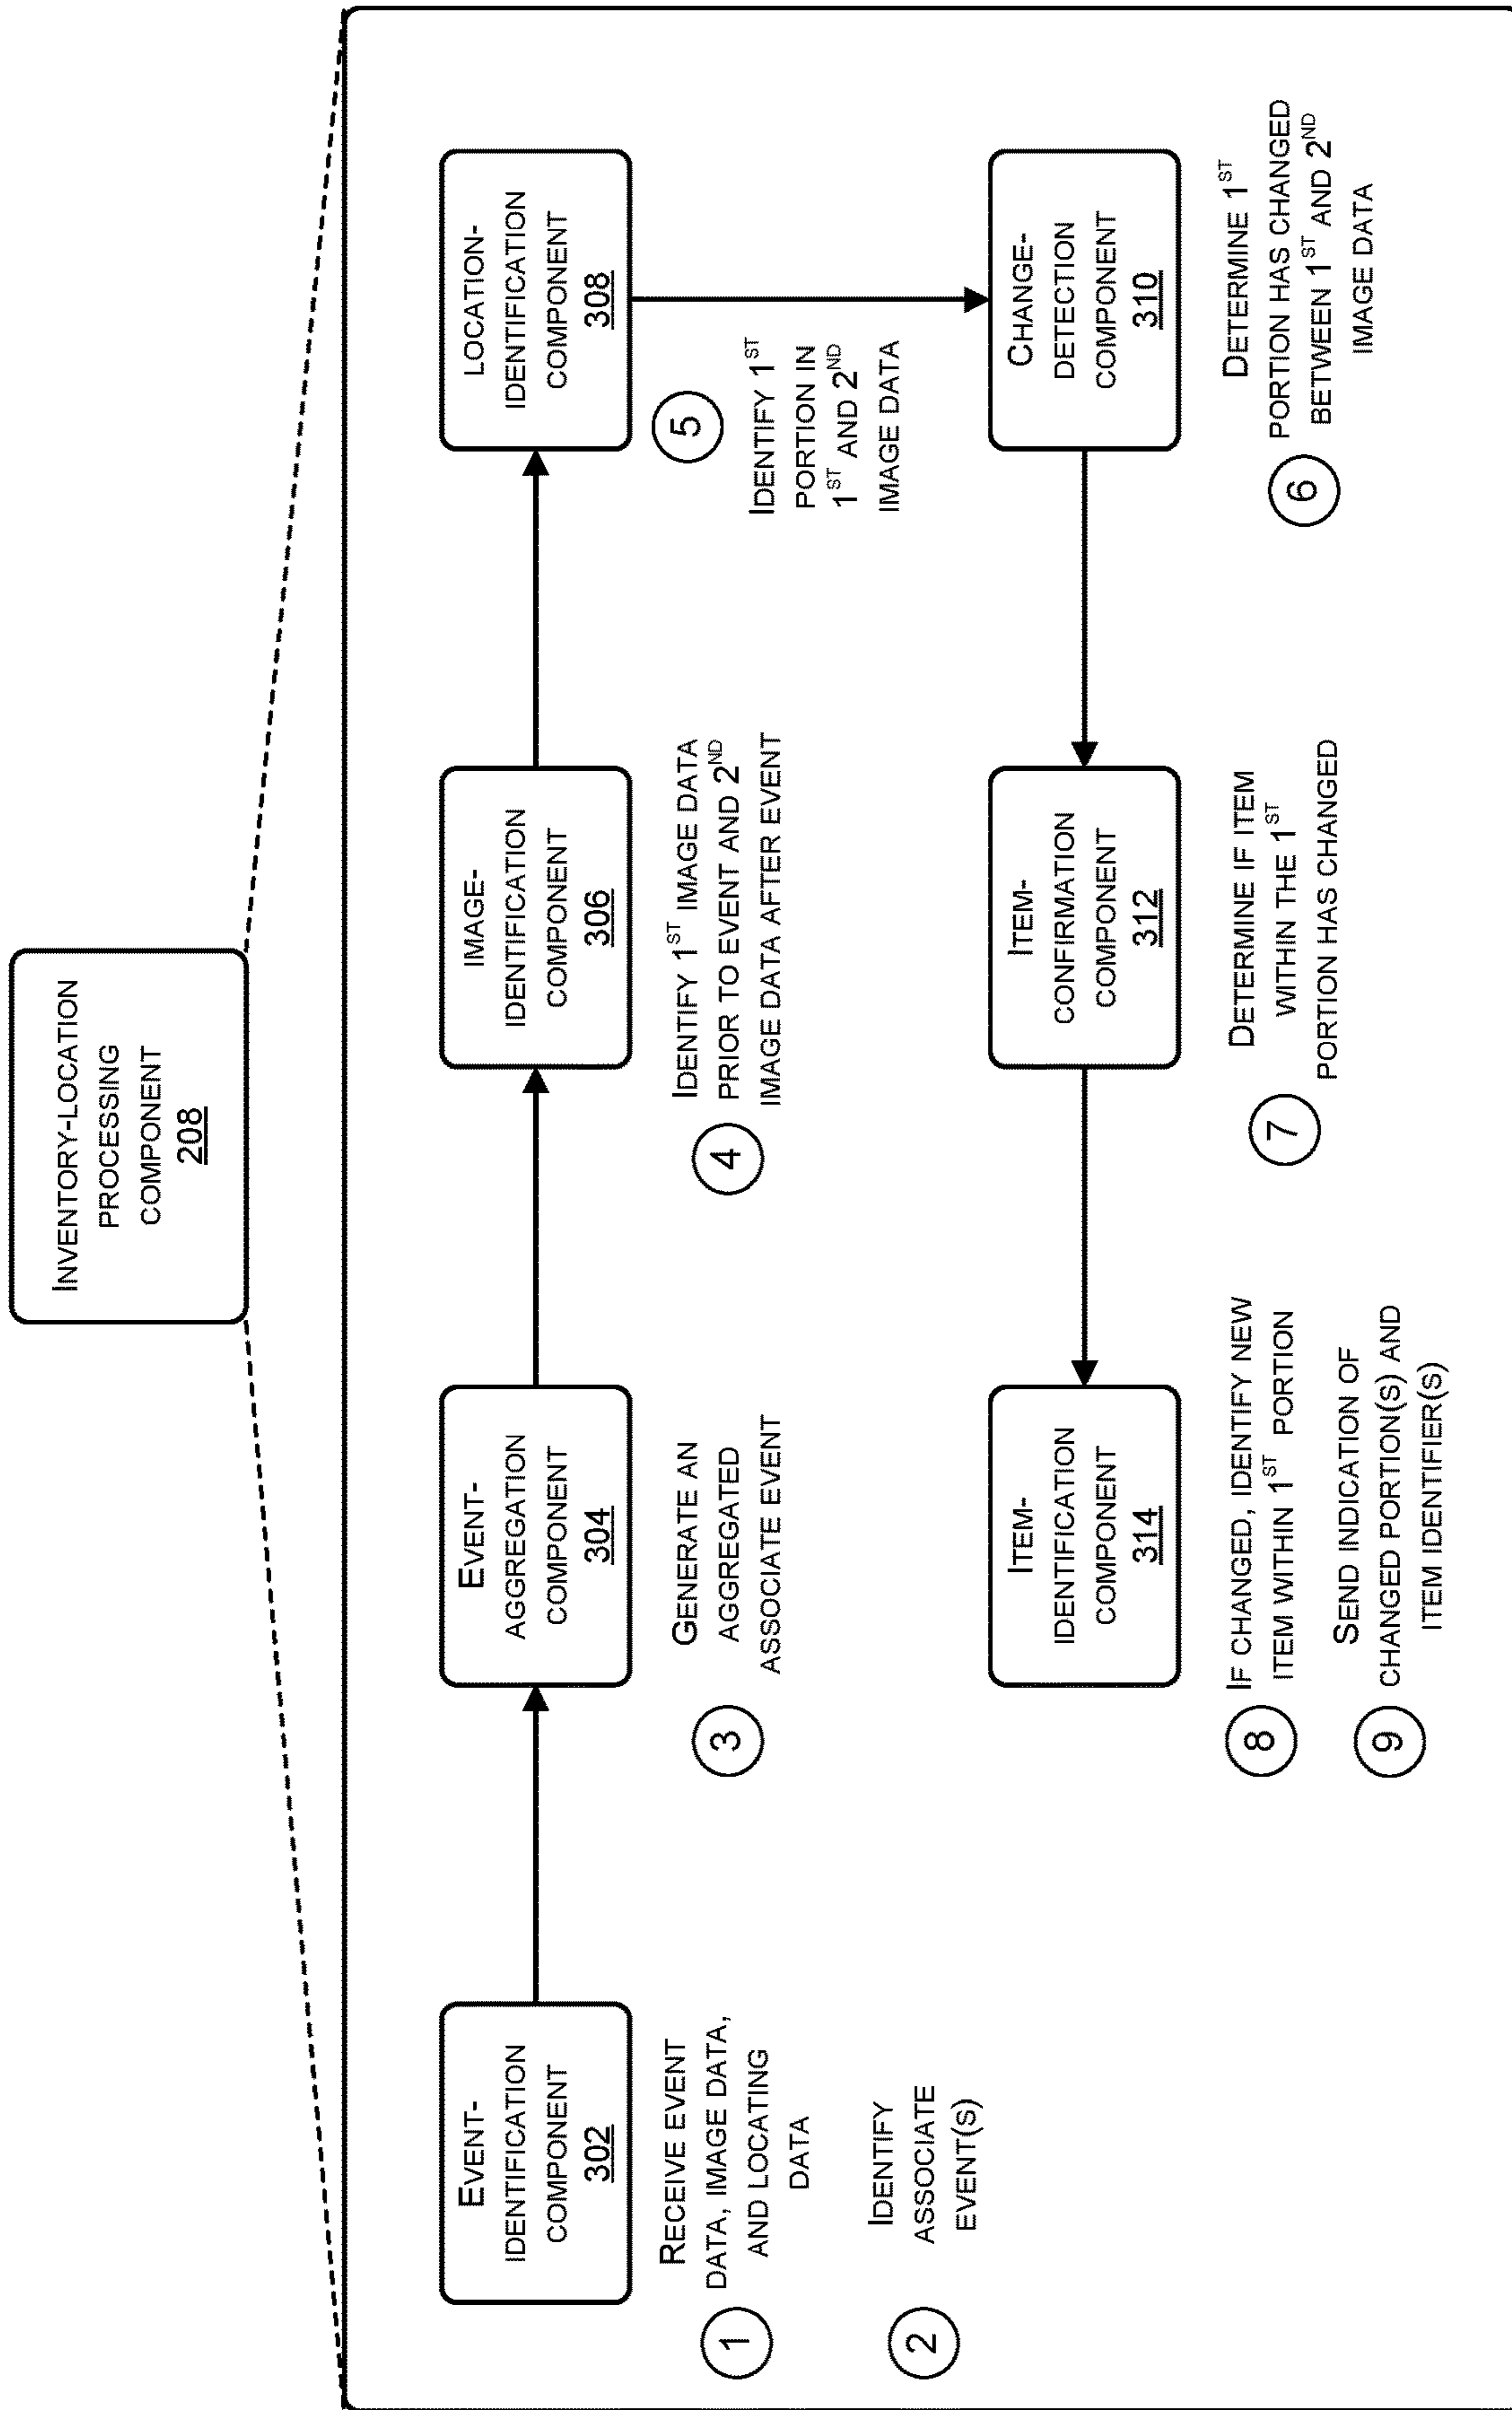 INVENTORY-LOCATION
PROCESSING
COMPONENT
208
EVENT-
IDENTIFICATION
COMPONENT
302
EVENT-
AGGREGATION
COMPONENT
304
IMAGE-
IDENTIFICATION
COMPONENT
306
LOCATION-
IDENTIFICATION
COMPONENT
308
1
RECEIVE EVENT
DATA, IMAGE DATA,
AND LOCATING
DATA
2
IDENTIFY
ASSOCIATE
EVENT(S)
3
GENERATE AN
AGGREGATED
ASSOCIATE EVENT
4
IDENTIFY 1ST IMAGE DATA
PRIOR TO EVENT AND 2ND
IMAGE DATA AFTER EVENT
5
IDENTIFY 1ST
PORTION IN
1ST AND 2ND
IMAGE DATA
CHANGE-
DETECTION
COMPONENT
310
6
DETERMINE 1ST
PORTION HAS CHANGED
BETWEEN 1ST AND 2ND
IMAGE DATA
ITEM-
CONFIRMATION
COMPONENT
312
7
DETERMINE IF ITEM
WITHIN THE 1ST
PORTION HAS CHANGED
ITEM-
IDENTIFICATION
COMPONENT
314
8
IF CHANGED, IDENTIFY NEW
ITEM WITHIN 1ST PORTION
9
SEND INDICATION OF
CHANGED PORTION(S) AND
ITEM IDENTIFIER(S)